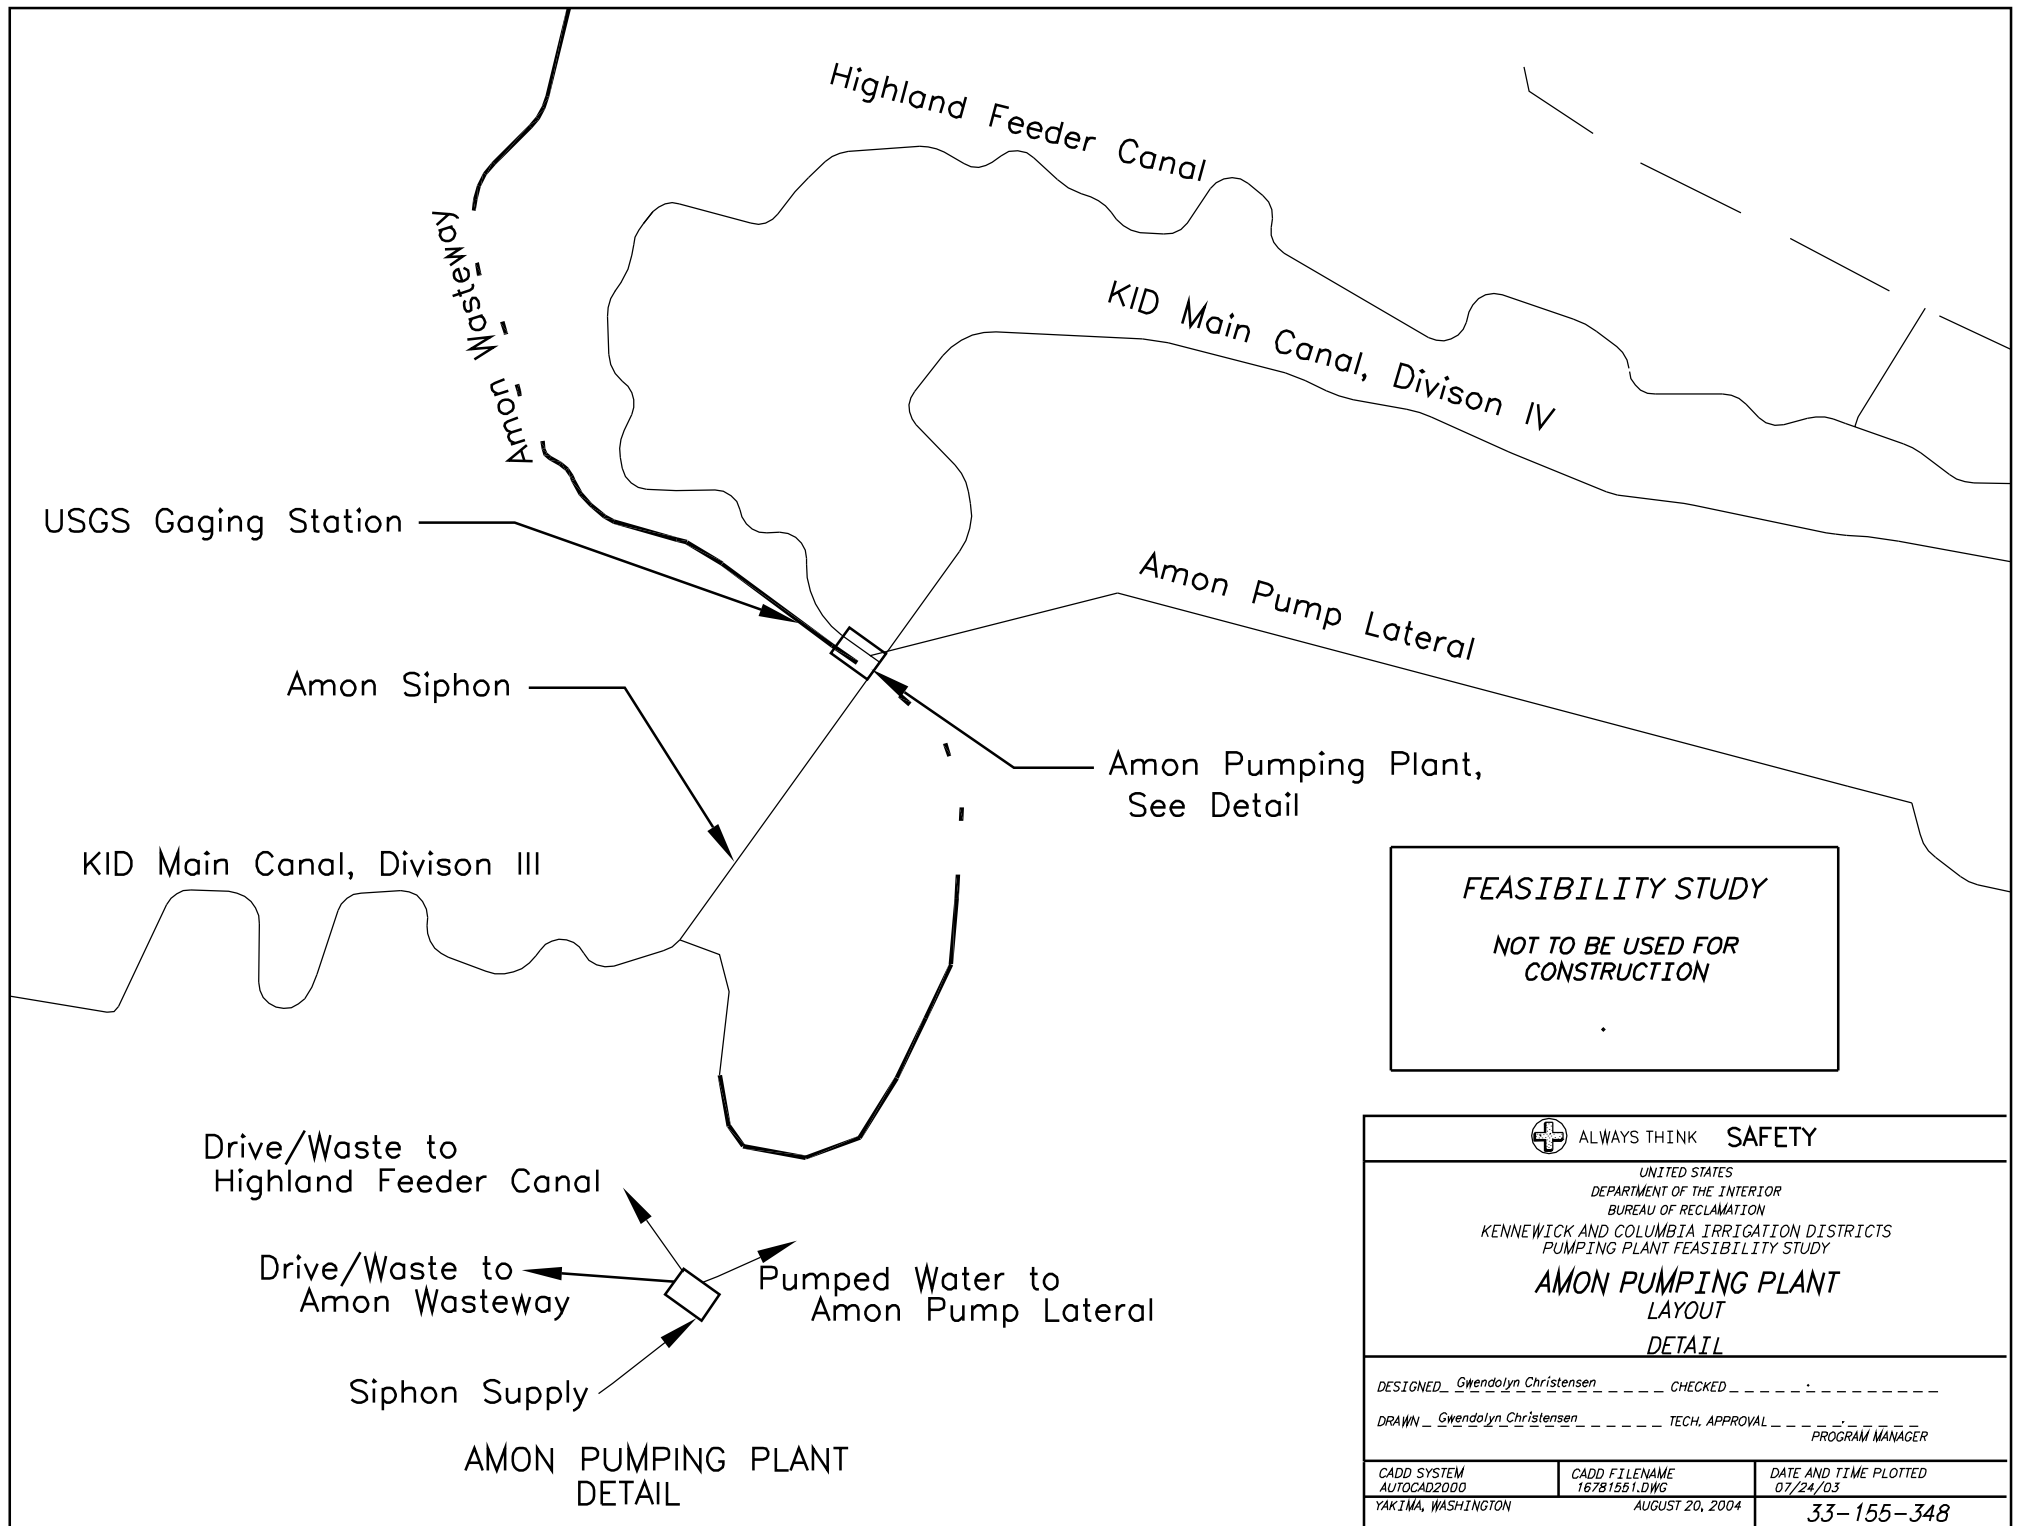 Highland Feeder Canal
Amon Wasteway
KID Main Canal, Divison IV
USGS Gaging Station
Amon Pump Lateral
Amon Siphon
Amon Pumping Plant,
See Detail
KID Main Canal, Divison III
FEASIBILITY STUDY
NOT TO BE USED FOR
CONSTRUCTION
Drive/Waste to
Highland Feeder Canal
Drive/Waste to
Amon Wasteway
Pumped Water to
Amon Pump Lateral
Siphon Supply
AMON PUMPING PLANT
DETAIL
ALWAYS THINK SAFETY
UNITED STATES
DEPARTMENT OF THE INTERIOR
BUREAU OF RECLAMATION
KENNEWICK AND COLUMBIA IRRIGATION DISTRICTS
PUMPING PLANT FEASIBILITY STUDY
AMON PUMPING PLANT
LAYOUT
DETAIL
DESIGNED Gwendolyn Christensen CHECKED
DRAWN Gwendolyn Christensen TECH. APPROVAL
PROGRAM MANAGER
CADD SYSTEM
AUTOCAD2000
CADD FILENAME
16781551.DWG
DATE AND TIME PLOTTED
07/24/03
YAKIMA, WASHINGTON AUGUST 20, 2004
33-155-348